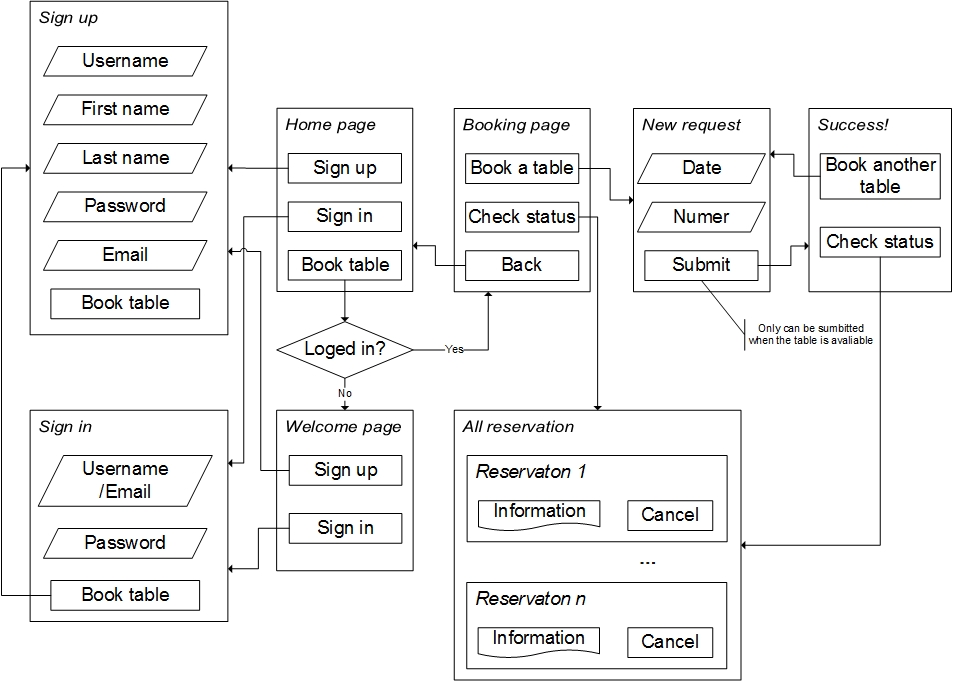 Sign up
Username
First name
Last name
Password
Email
Book table
Home page
Sign up
Sign in
Book table
Booking page
Book a table
Check status
Back
New request
Date
Numer
Submit
Success!
Book another
table
Check status
Only can be sumbitted
when the table is avaliable
Loged in?
Yes
No
Sign in
Username
/Email
Password
Book table
Welcome page
Sign up
Sign in
All reservation
Reservaton 1
Information
Cancel
...
Reservaton n
Information
Cancel